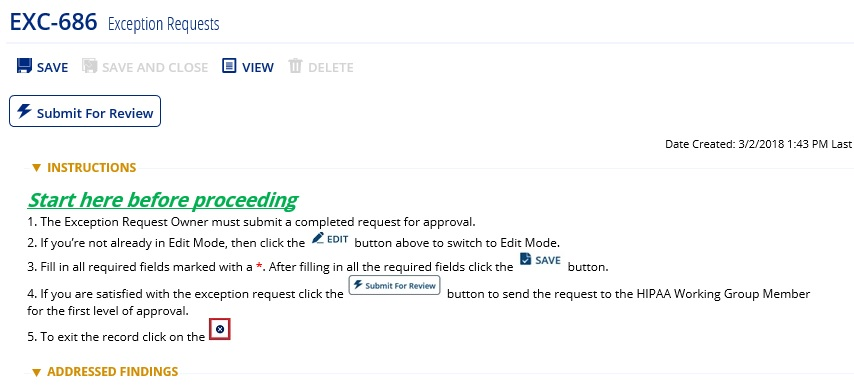 EXC-686 Exception Requests
SAVE SAVE AND CLOSE VIEW DELETE
Submit For Review
Date Created: 3/2/2018 1:43 PM Last
▼ INSTRUCTIONS
Start here before proceeding
1. The Exception Request Owner must submit a completed request for approval.
2. If you're not already in Edit Mode, then click the EDIT button above to switch to Edit Mode.
3. Fill in all required fields marked with a *. After filling in all the required fields click the SAVE button.
4. If you are satisfied with the exception request click the Submit For Review button to send the request to the HIPAA Working Group Member
for the first level of approval.
5. To exit the record click on the
▼ ADDRESSED FINDINGS